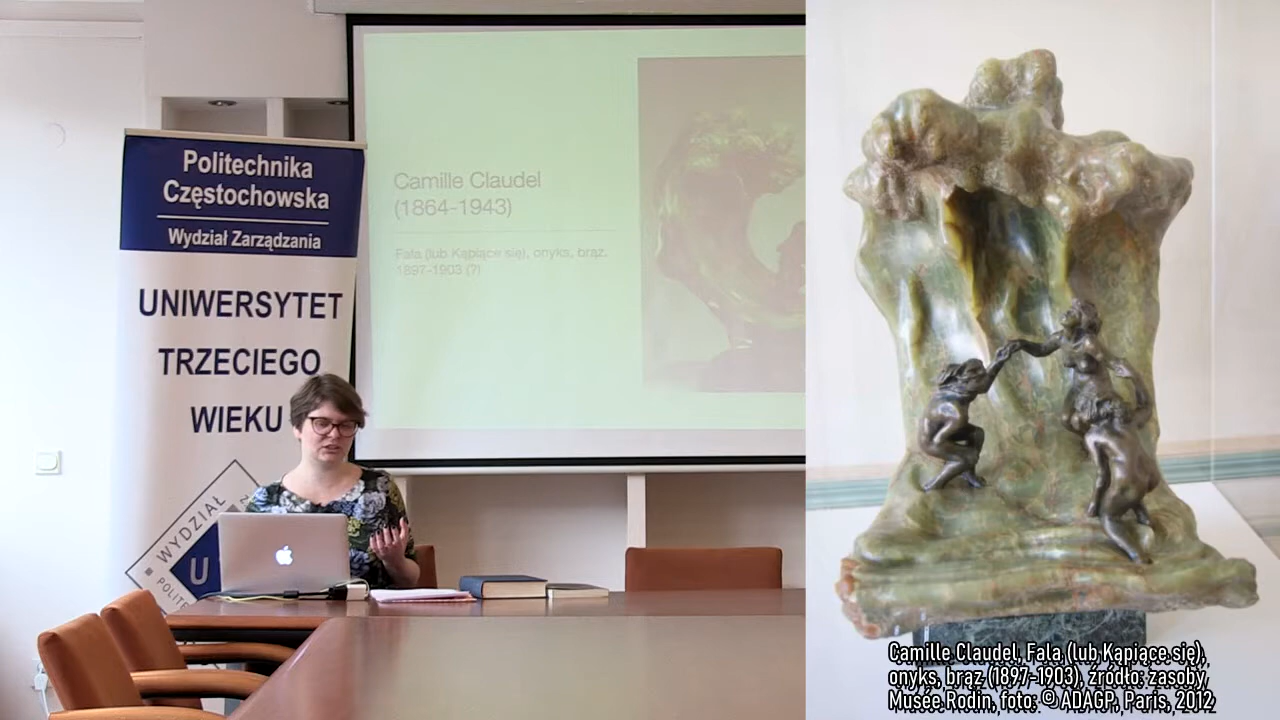 Politechnika
Częstochowska
Wydział Zarządzania
UNIWERSYTET
TRZECIEGO
WIEKU
WYDZIAŁ
Z
POLITE
U
Camille Claudel
(1864-1943)
Fala (lub Kąpiące się), onyks, brąz,
1897-1903 (?)
Camille Claudel, Fala (lub Kąpiące się),
onyks, brąz (1897-1903), źródło: zasoby
Musée Rodin, foto: © ADAGP, Paris, 2012